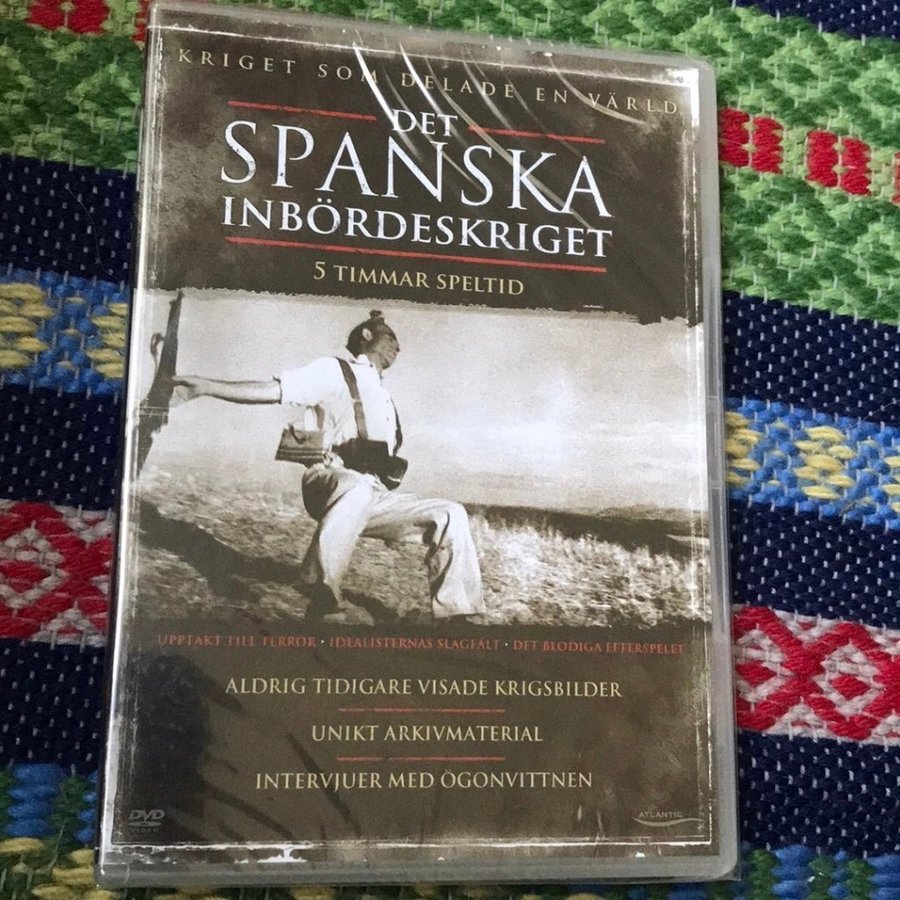 KRIGET SOM DELADE EN VÄRLD
DET
SPANSKA
INBÖRDESKRIGET
5 TIMMAR SPELTID
UPPTAKT TILL TERROR · IDEALISTERNAS SLAGFÄLT · DET BLODIGA EFTERSPELET
ALDRIG TIDIGARE VISADE KRIGSBILDER
UNIKT ARKIVMATERIAL
INTERVJUER MED ÖGONVITTNEN
DVD
VIDEO
ATLANTIC